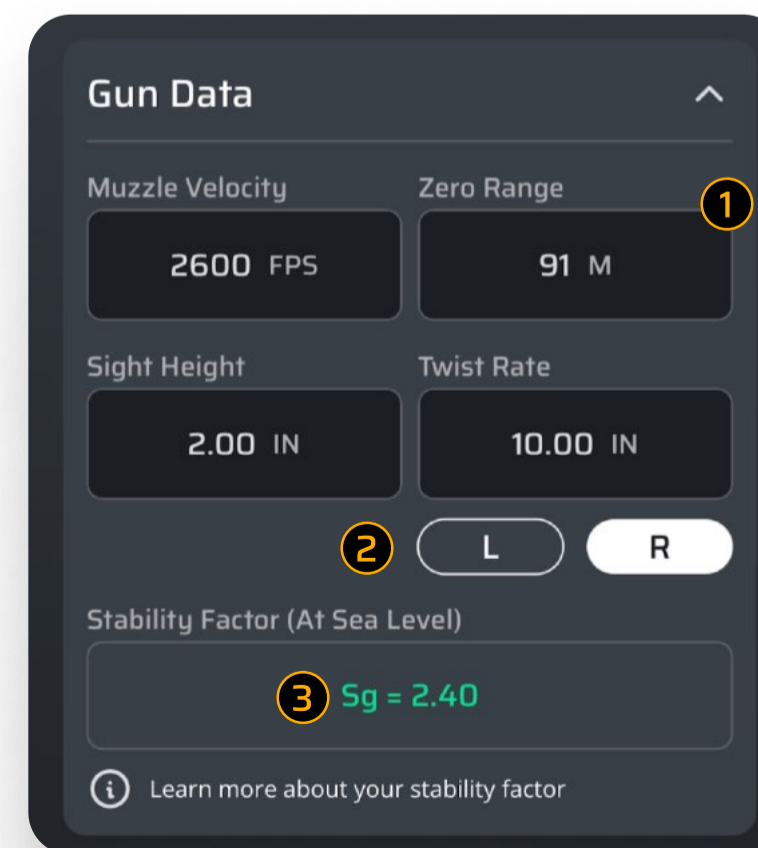 Gun Data
Muzzle Velocity Zero Range
1
2600 FPS 91 M
Sight Height Twist Rate
2.00 IN 10.00 IN
2 L R
Stability Factor (At Sea Level)
3 Sg = 2.40
i Learn more about your stability factor